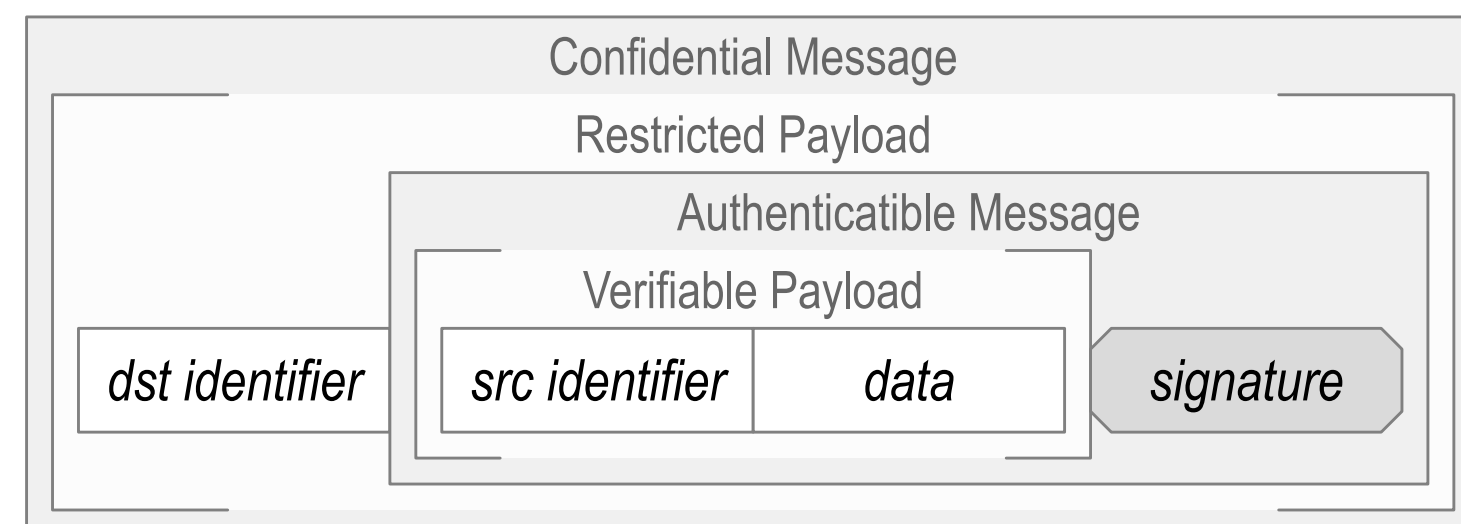 Confidential Message
Restricted Payload
Authenticatible Message
Verifiable Payload
dst identifier src identifier data signature